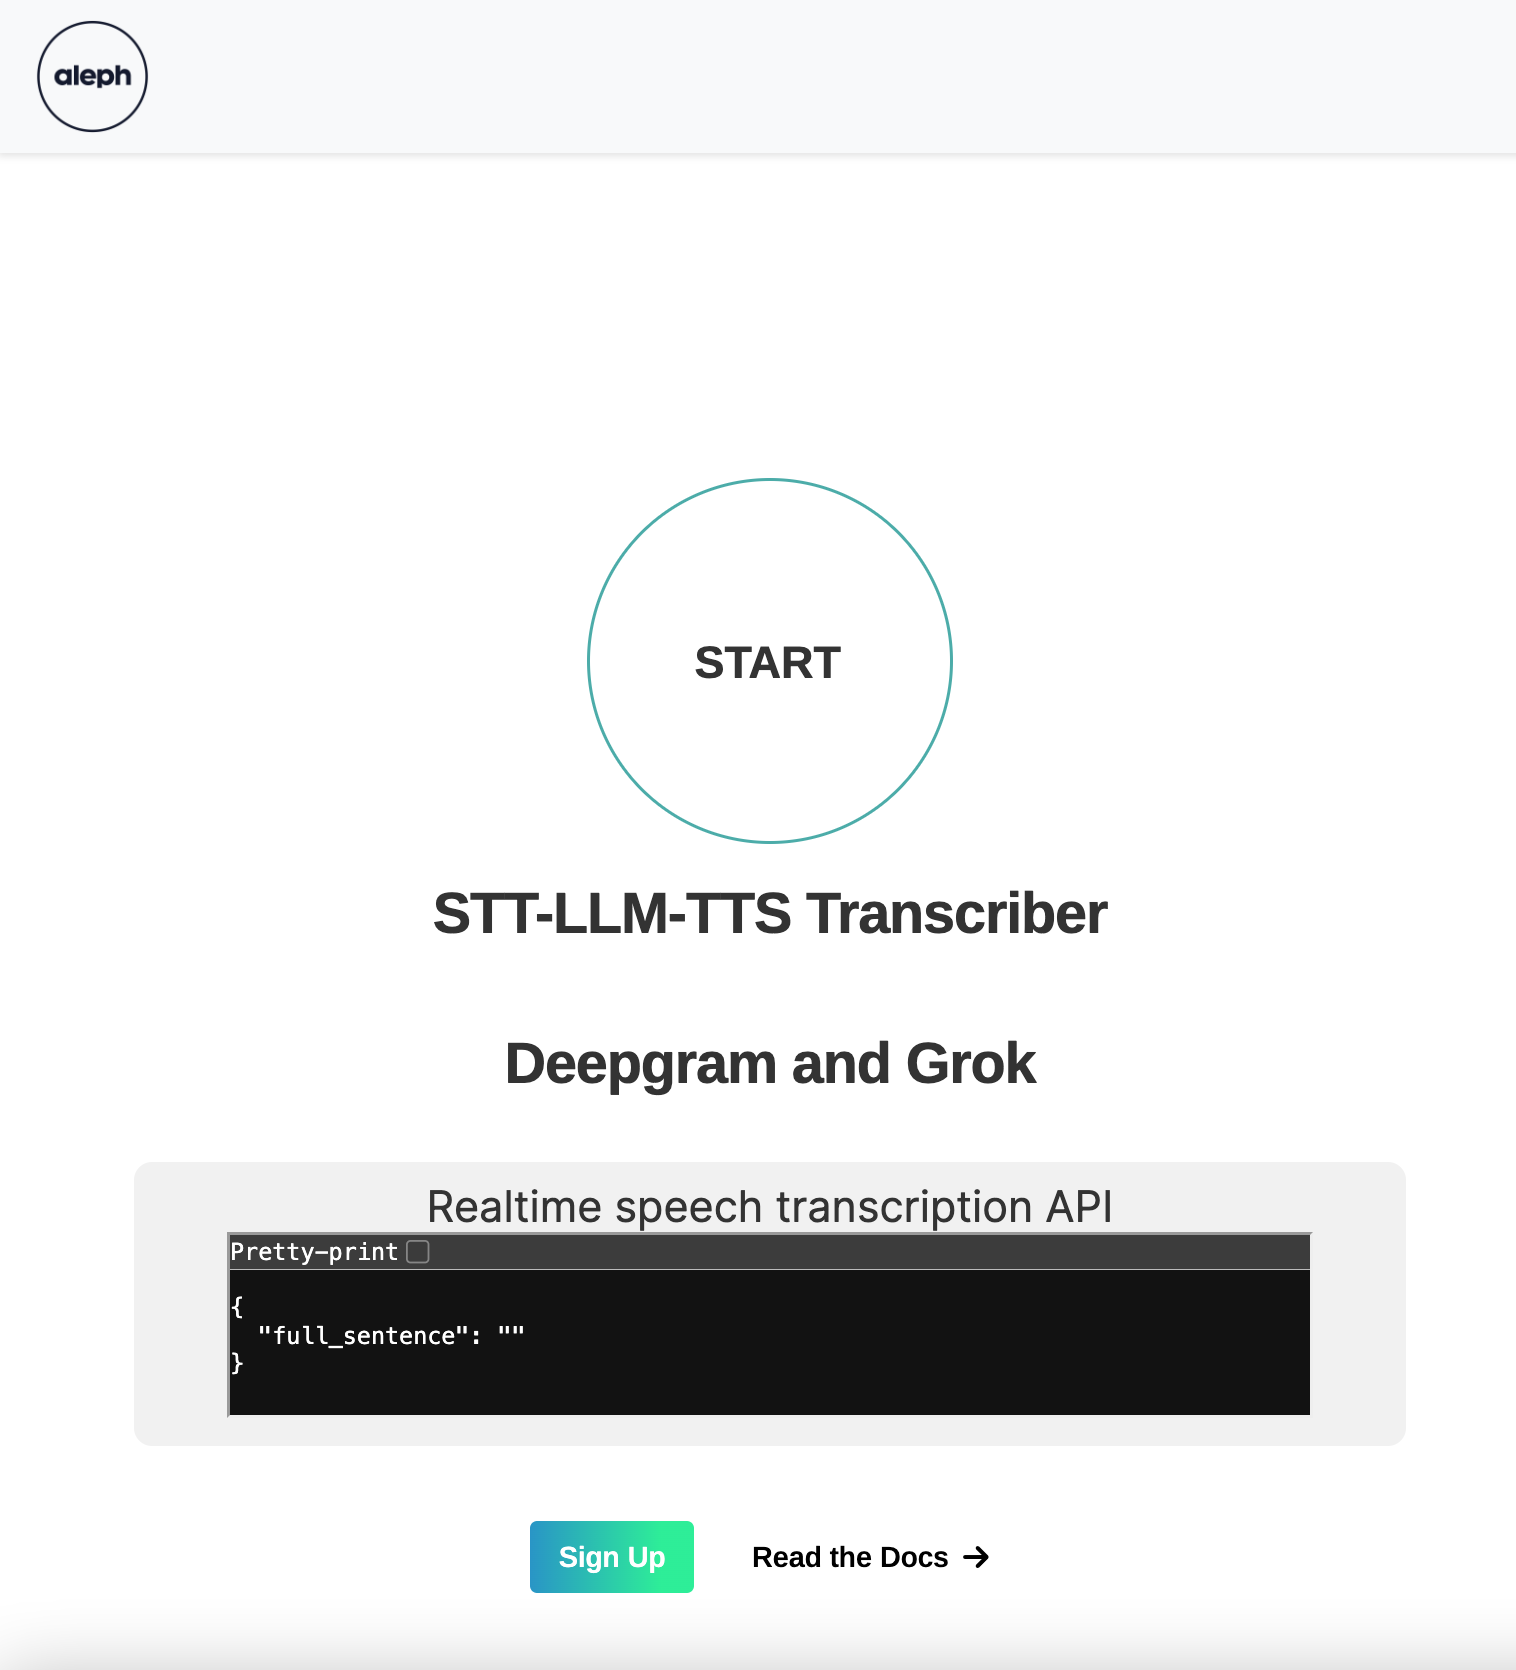 aleph
START
STT-LLM-TTS Transcriber
Deepgram and Grok
Realtime speech transcription API
Pretty-print
{
"full_sentence": ""
}
Sign Up
Read the Docs →